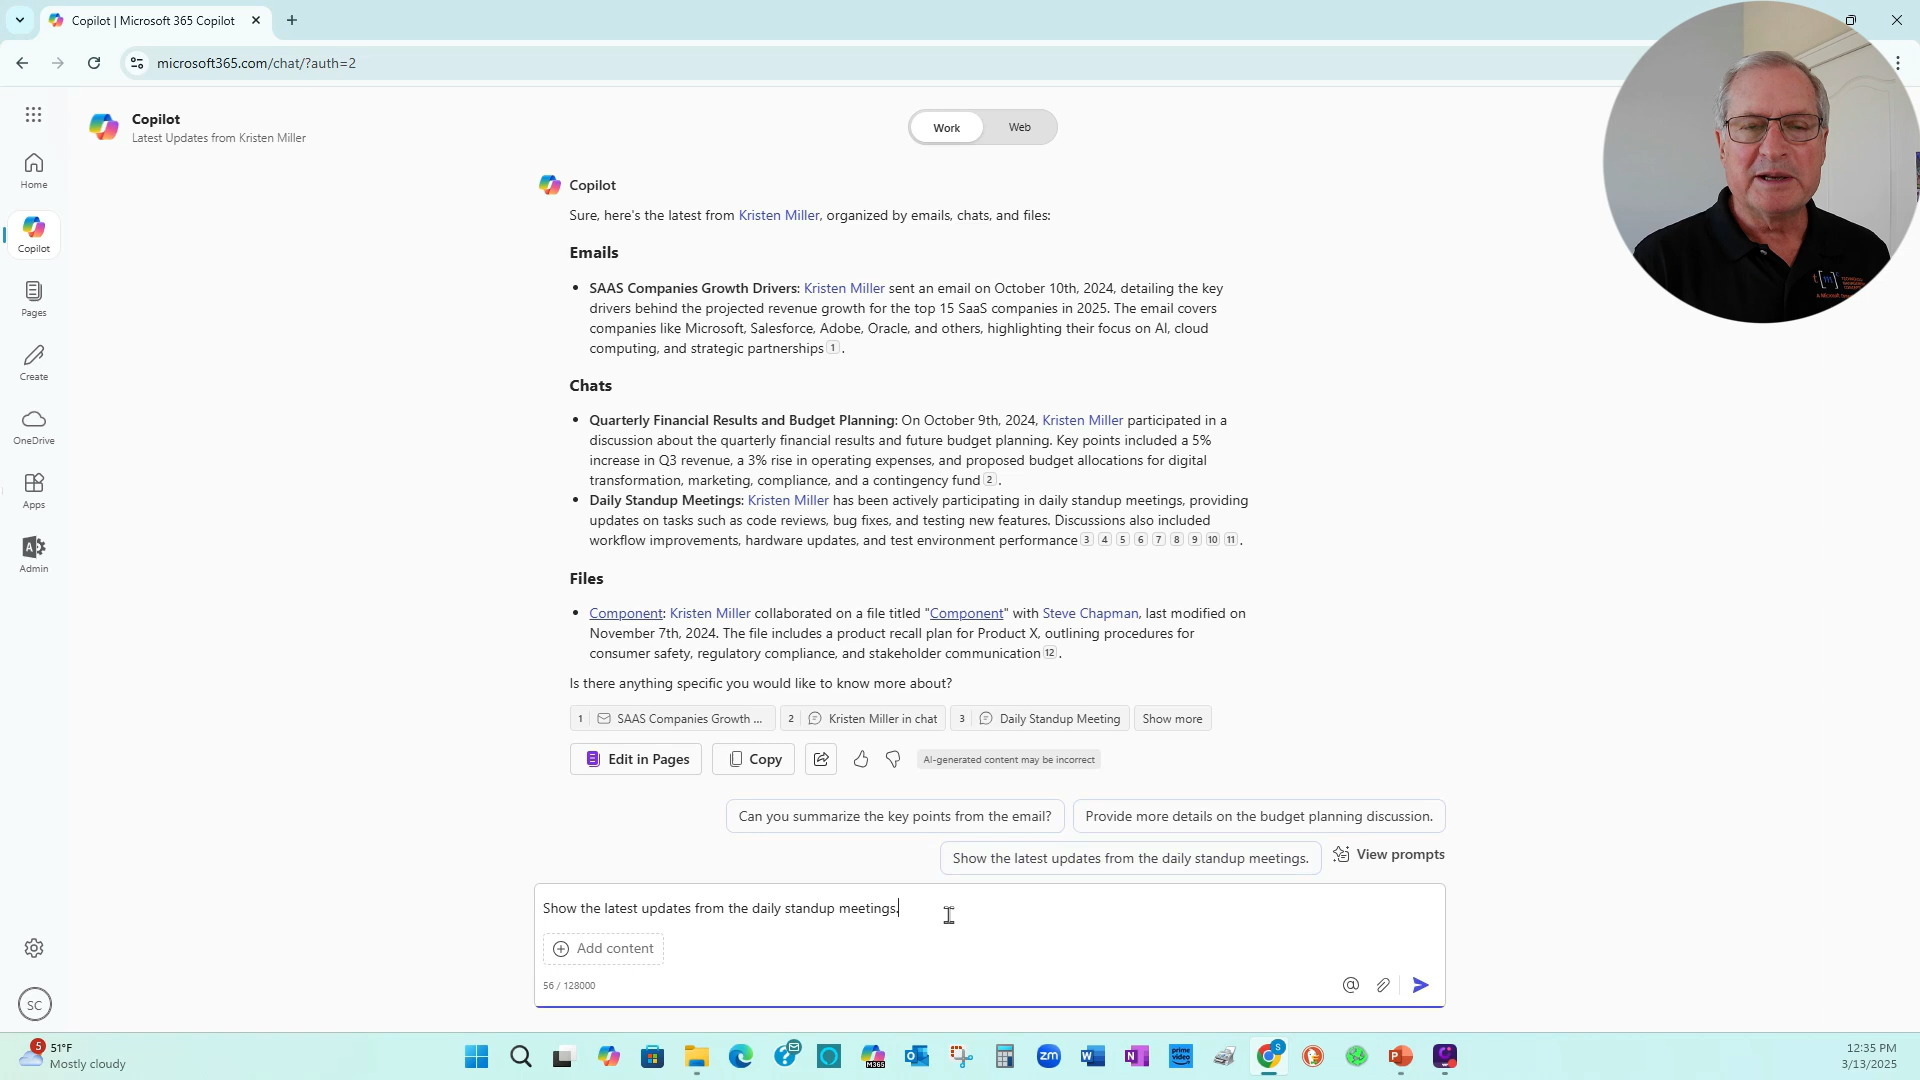 Copilot | Microsoft 365 Copilot
microsoft365.com/chat/?auth=2
Copilot
Latest Updates from Kristen Miller
Work
Web
Home
Copilot
Pages
Create
OneDrive
Apps
Admin
SC
Copilot
Sure, here's the latest from Kristen Miller, organized by emails, chats, and files:
Emails
• SAAS Companies Growth Drivers: Kristen Miller sent an email on October 10th, 2024, detailing the key
drivers behind the projected revenue growth for the top 15 SaaS companies in 2025. The email covers
companies like Microsoft, Salesforce, Adobe, Oracle, and others, highlighting their focus on AI, cloud
computing, and strategic partnerships 1.
Chats
• Quarterly Financial Results and Budget Planning: On October 9th, 2024, Kristen Miller participated in a
discussion about the quarterly financial results and future budget planning. Key points included a 5%
increase in Q3 revenue, a 3% rise in operating expenses, and proposed budget allocations for digital
transformation, marketing, compliance, and a contingency fund 2.
• Daily Standup Meetings: Kristen Miller has been actively participating in daily standup meetings, providing
updates on tasks such as code reviews, bug fixes, and testing new features. Discussions also included
workflow improvements, hardware updates, and test environment performance 3 4 5 6 7 8 9 10 11.
Files
• Component: Kristen Miller collaborated on a file titled "Component" with Steve Chapman, last modified on
November 7th, 2024. The file includes a product recall plan for Product X, outlining procedures for
consumer safety, regulatory compliance, and stakeholder communication 12.
Is there anything specific you would like to know more about?
1 SAAS Companies Growth ... 2 Kristen Miller in chat 3 Daily Standup Meeting Show more
Edit in Pages Copy AI-generated content may be incorrect
Can you summarize the key points from the email? Provide more details on the budget planning discussion.
Show the latest updates from the daily standup meetings. View prompts
Show the latest updates from the daily standup meetings.
Add content
56 / 128000
5 51°F
Mostly cloudy
M365
zm
W
N
prime video
S
P
12:35 PM
3/13/2025